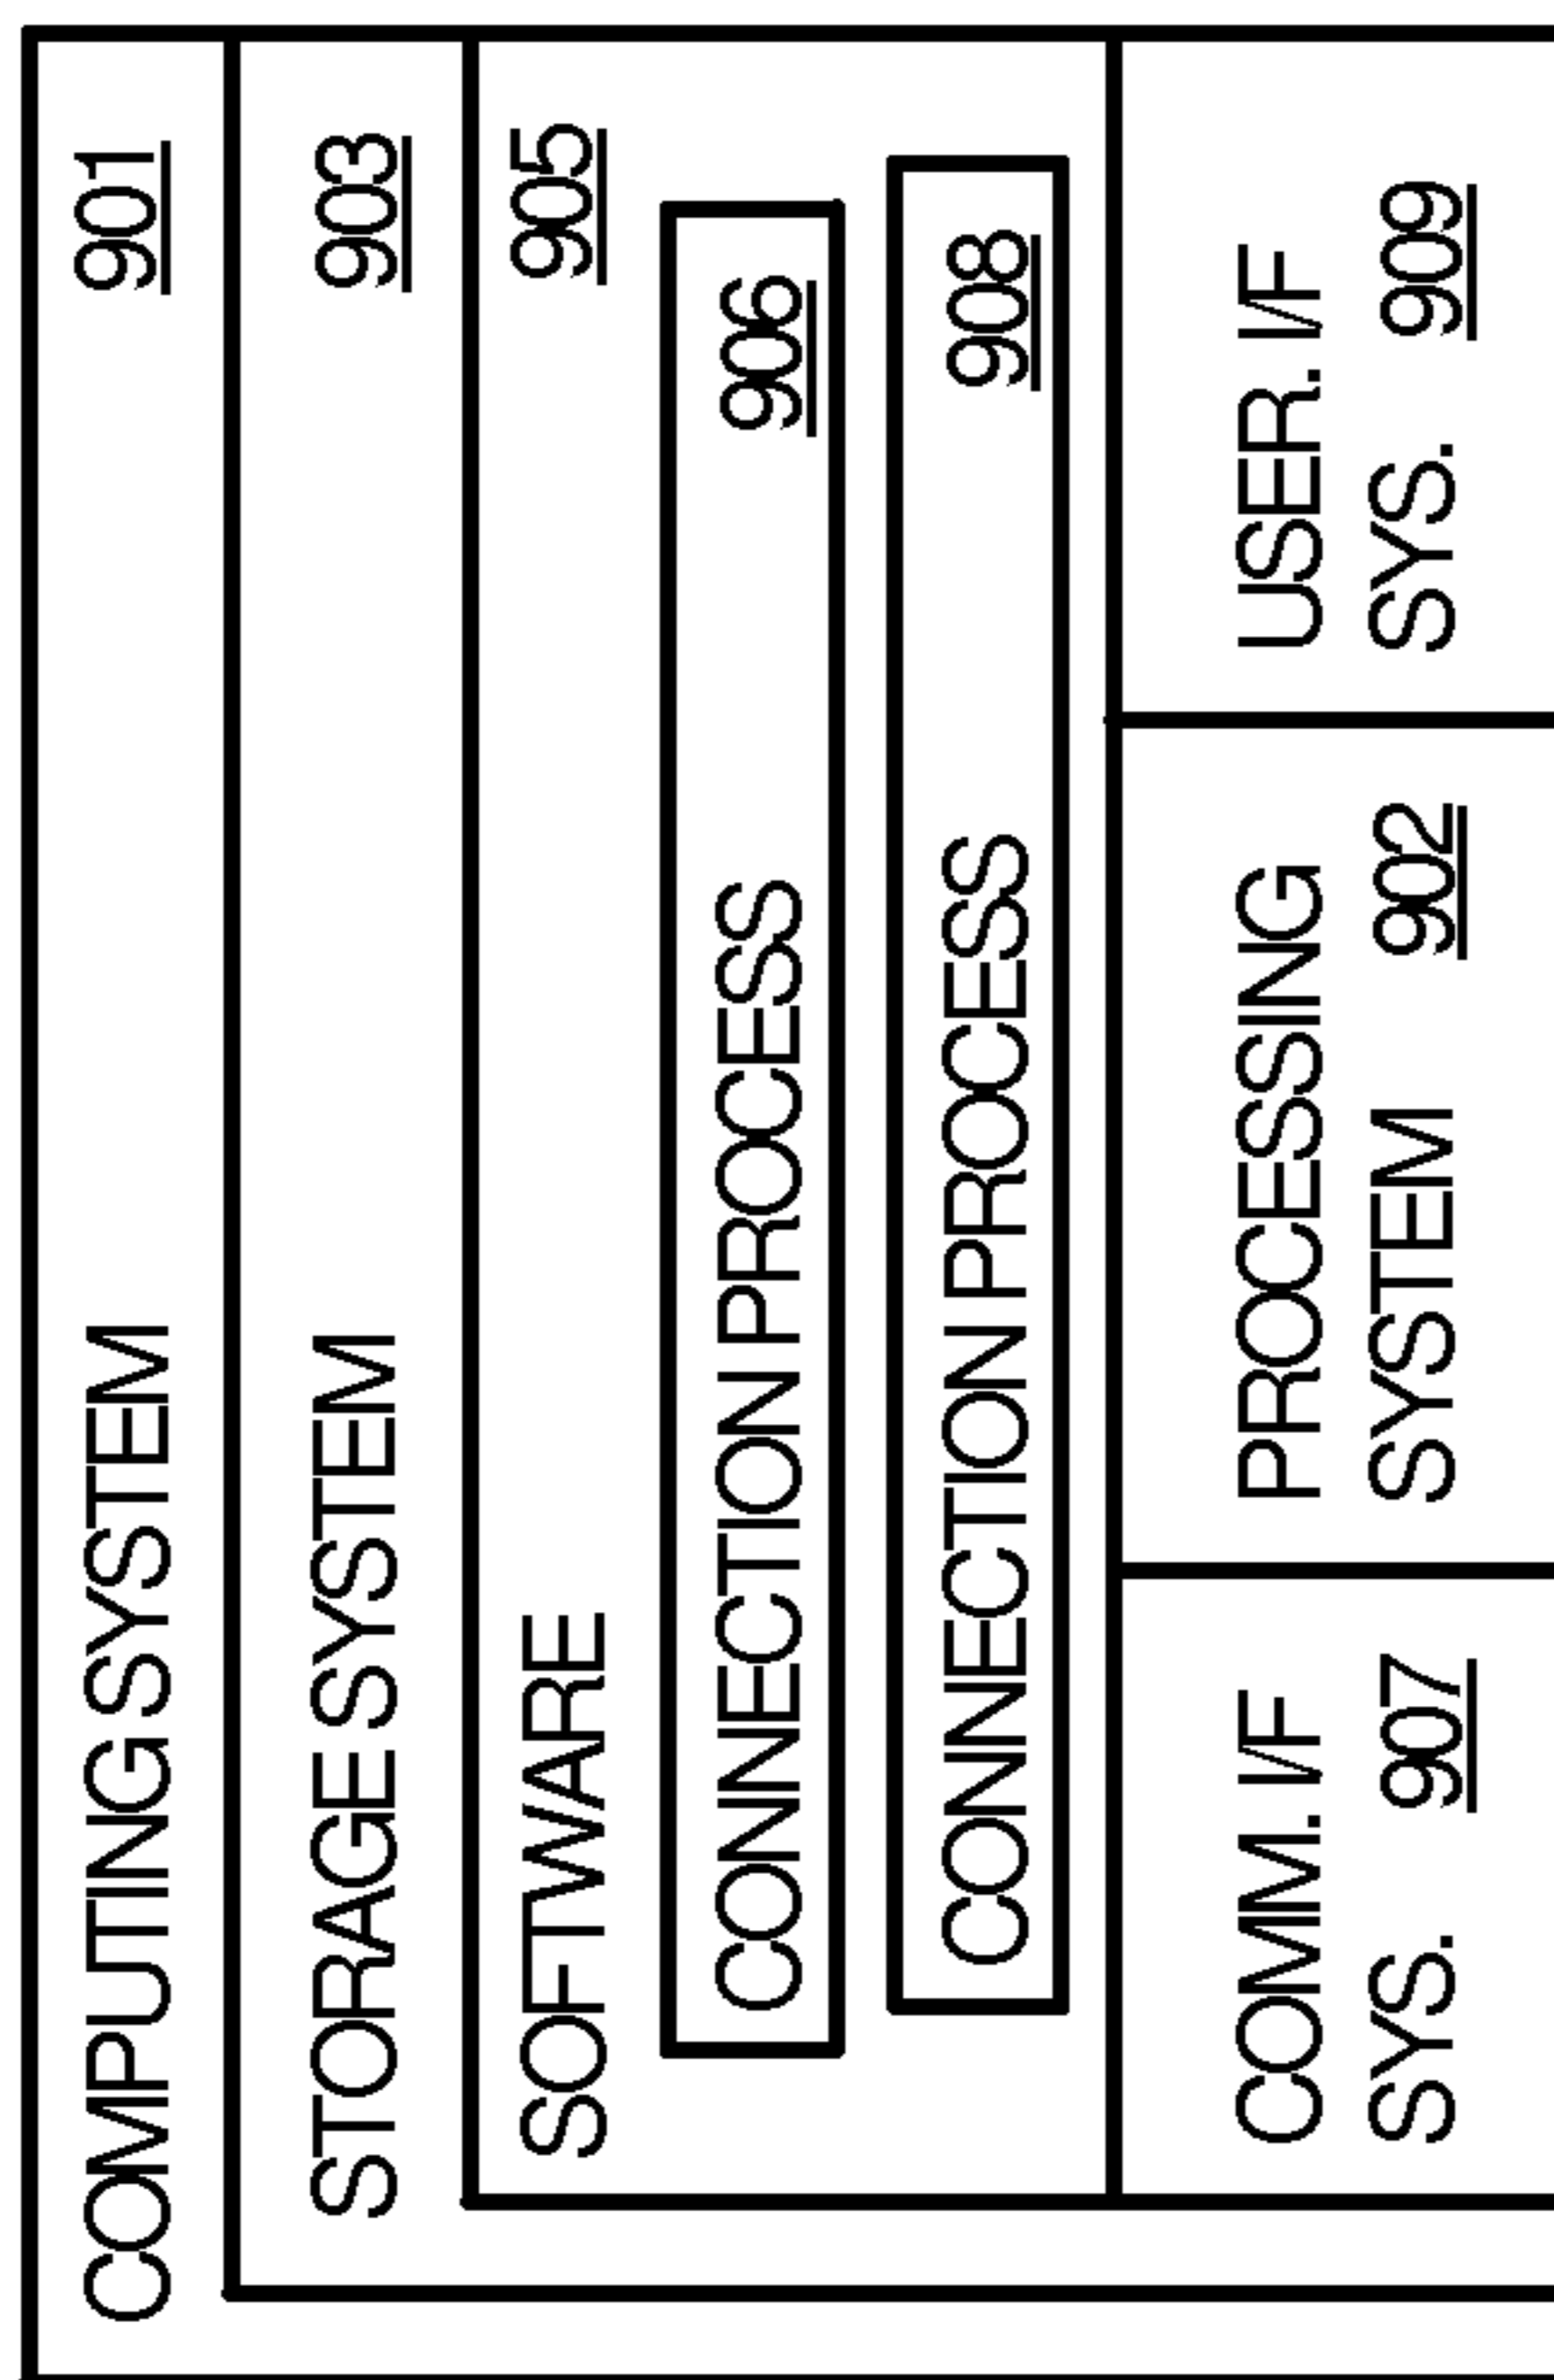 COMPUTING SYSTEM 901
STORAGE SYSTEM 903
SOFTWARE 905
CONNECTION PROCESS 906
CONNECTION PROCESS 908
COMM. I/F
SYS. 907
PROCESSING
SYSTEM 902
USER. I/F
SYS. 909